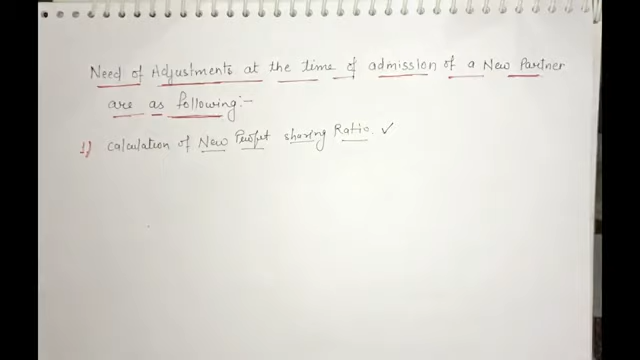 Need of Adjustments at the time of admission of a New Partner
are as following:-
1) Calculation of New Profit sharing Ratio. ✓